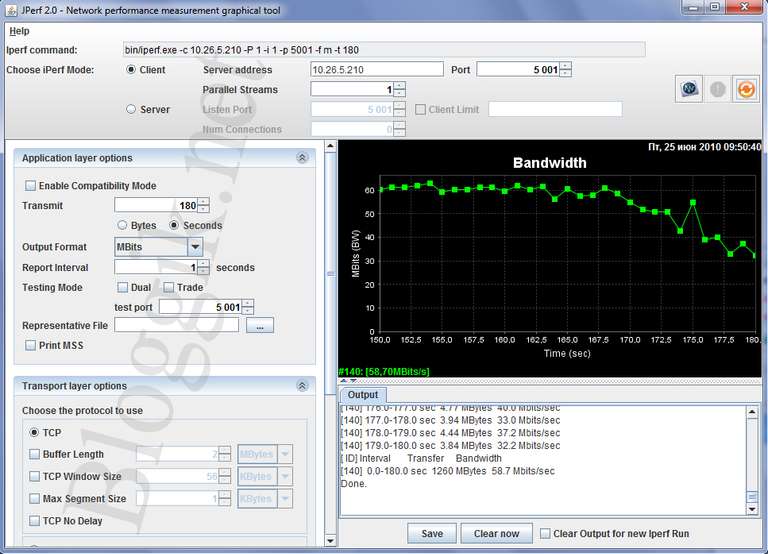 JPerf 2.0 - Network performance measurement graphical tool
Help
Iperf command: bin/iperf.exe -c 10.26.5.210 -P 1 -i 1 -p 5001 -f m -t 180
Choose iPerf Mode: Client Server address 10.26.5.210 Port 5 001
Parallel Streams 1
Server Listen Port 5 001 Client Limit
Num Connections 0
Application layer options
Enable Compatibility Mode
Transmit 180
Bytes Seconds
Output Format MBits
Report Interval 1 seconds
Testing Mode Dual Trade
test port 5 001
Representative File ...
Print MSS
Transport layer options
Choose the protocol to use
TCP
Buffer Length 2 MBytes
TCP Window Size 56 KBytes
Max Segment Size 1 KBytes
TCP No Delay
Пт, 25 июн 2010 09:50:40
Bandwidth
MBits (BW)
60
50
40
30
20
10
0
150,0 152,5 155,0 157,5 160,0 162,5 165,0 167,5 170,0 172,5 175,0 177,5 180,
Time (sec)
#140: [58,70MBits/s]
Output
[140] 176.0-177.0 sec 4.77 MBytes 40.0 Mbits/sec
[140] 177.0-178.0 sec 3.94 MBytes 33.0 Mbits/sec
[140] 178.0-179.0 sec 4.44 MBytes 37.2 Mbits/sec
[140] 179.0-180.0 sec 3.84 MBytes 32.2 Mbits/sec
[ ID] Interval Transfer Bandwidth
[140] 0.0-180.0 sec 1260 MBytes 58.7 Mbits/sec
Done.
Save Clear now Clear Output for new Iperf Run
Bloggik.net